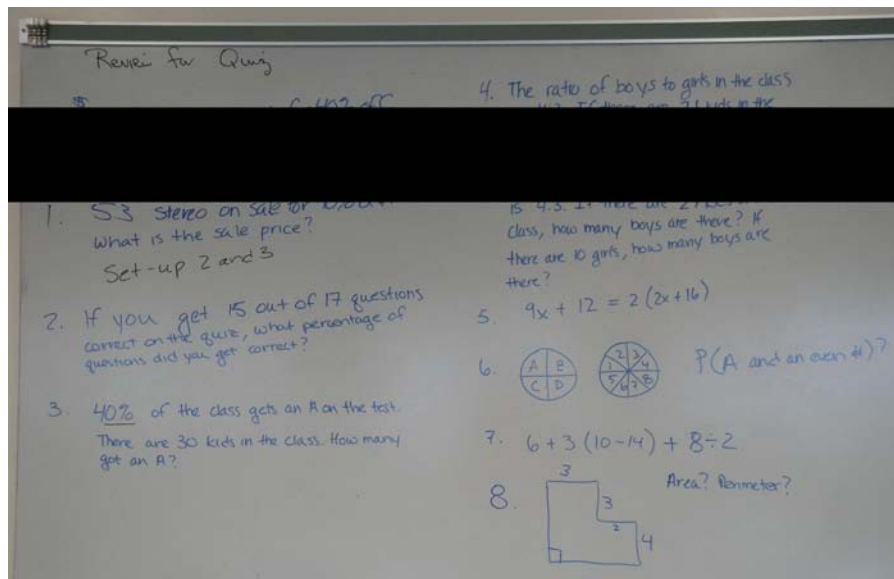 Review for Quiz
$
off
1. 53 stereo on sale for
what is the sale price?
Set-up 2 and 3
2. If you get 15 out of 17 questions
correct on the quiz, what percentage of
questions did you get correct?
3. 40% of the class gets an A on the test.
There are 30 kids in the class. How many
got an A?
4. The ratio of boys to girls in the class
is 4:3. If there are
class, how many boys are there? If
there are 10 girls, how many boys are
there?
5. 9x + 12 = 2(2x+16)
6. A B C D 1 2 3 4 5 6 7 8 P(A and an even #)?
7. 6 + 3 (10-14) + 8÷2
8. Area? Perimeter?
3
3
2
4